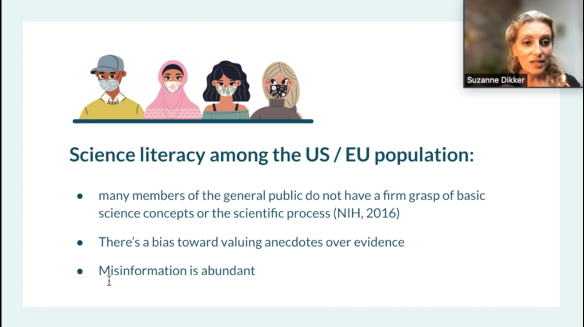 Suzanne Dikker
Science literacy among the US / EU population:
many members of the general public do not have a firm grasp of basic
science concepts or the scientific process (NIH, 2016)
There's a bias toward valuing anecdotes over evidence
Misinformation is abundant